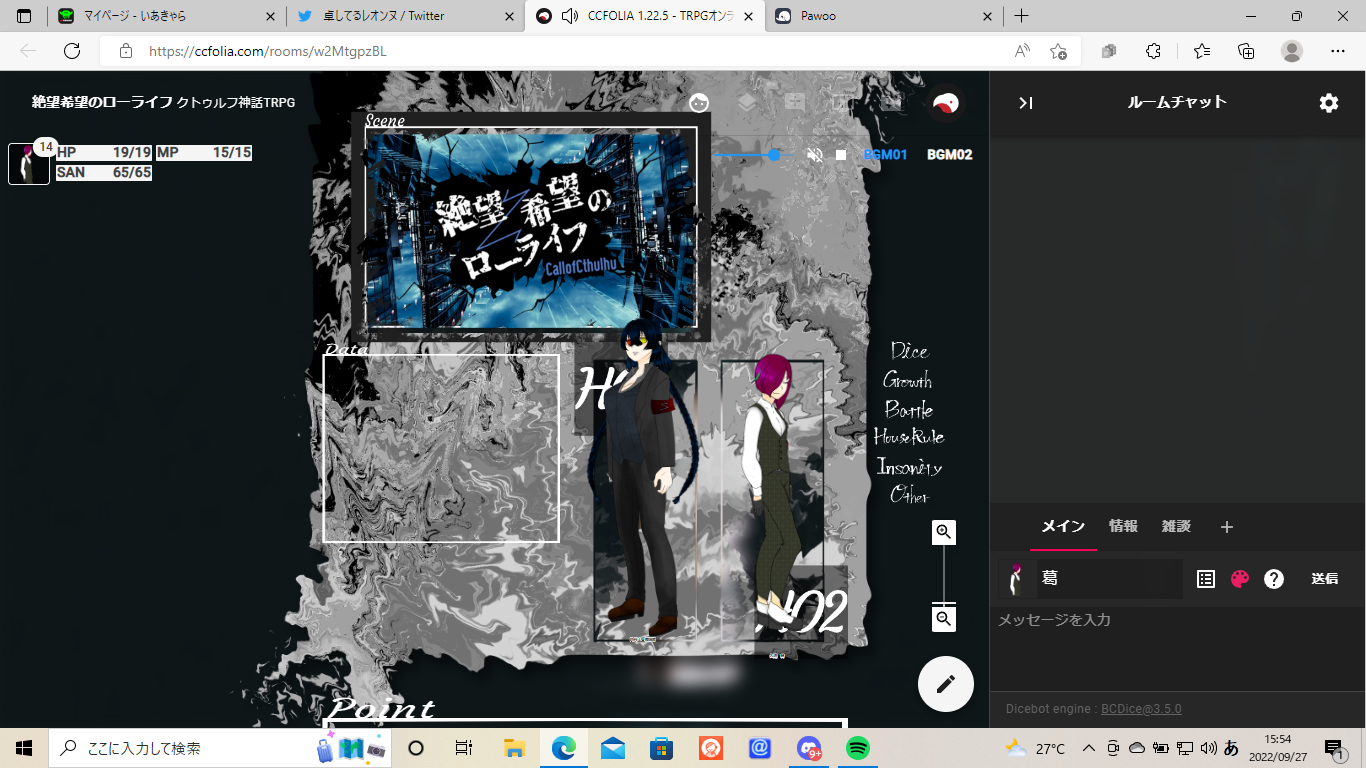 マイページ - いあきゃら
卓してるレオンヌ / Twitter
CCFOLIA 1.22.5 - TRPGオンラ
Pawoo
https://ccfolia.com/rooms/w2MtgpzBL
絶望希望のローライフ クトゥルフ神話TRPG
14
HP 19/19 MP 15/15
SAN 65/65
Scene
絶望 希望の
ローライフ
CallofCthulhu
BGM01 BGM02
Data
HO2
Dice
Growth
Battle
HouseRule
Insanity
Other
Point
ルームチャット
メイン 情報 雑談
葛
送信
メッセージを入力
Dicebot engine : BCDice@3.5.0
ここに入力して検索
9+
27°C
あ
15:54
2022/09/27
1